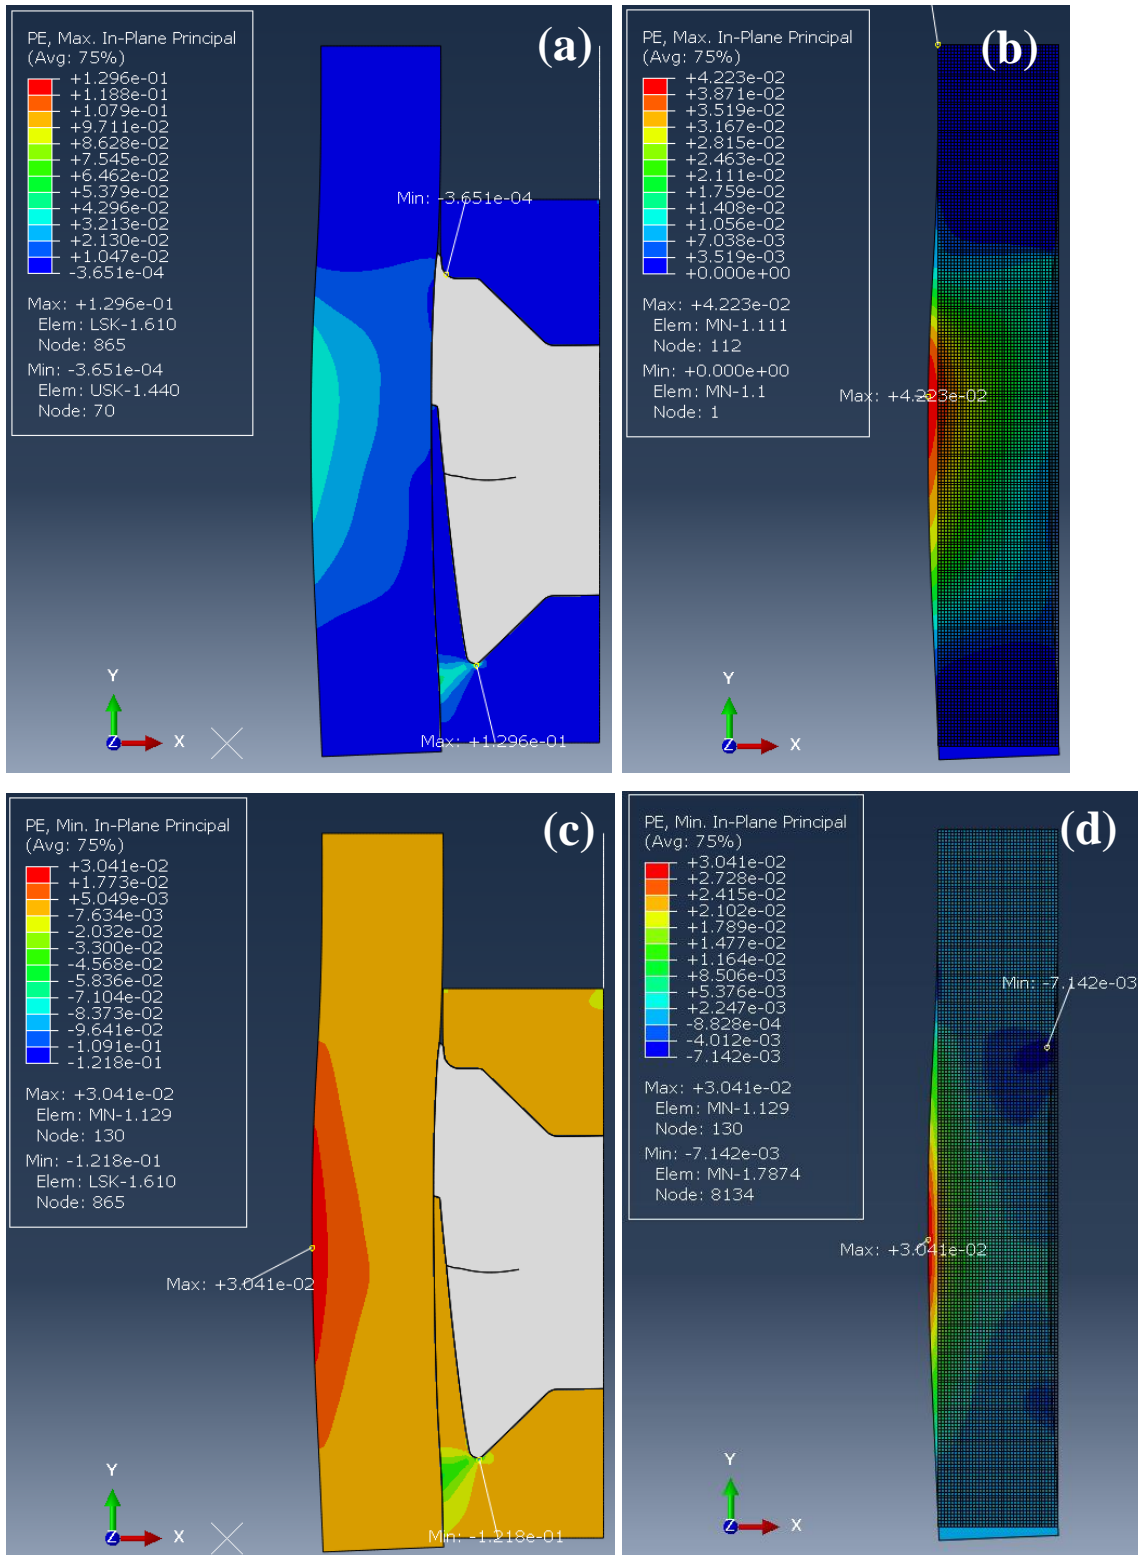 PE, Max. In-Plane Principal
(Avg: 75%)
+1.296e-01
+1.188e-01
+1.079e-01
+9.711e-02
+8.628e-02
+7.545e-02
+6.462e-02
+5.379e-02
+4.296e-02
+3.213e-02
+2.130e-02
+1.047e-02
-3.651e-04
Max: +1.296e-01
Elem: LSK-1.610
Node: 865
Min: -3.651e-04
Elem: USK-1.440
Node: 70
(a)
Min: -3.651e-04
Max: +1.296e-01
Y
Z
X
PE, Max. In-Plane Principal
(Avg: 75%)
+4.223e-02
+3.871e-02
+3.519e-02
+3.167e-02
+2.815e-02
+2.463e-02
+2.111e-02
+1.759e-02
+1.408e-02
+1.056e-02
+7.038e-03
+3.519e-03
+0.000e+00
Max: +4.223e-02
Elem: MN-1.111
Node: 112
Min: +0.000e+00
Elem: MN-1.1
Node: 1
(b)
Max: +4.223e-02
Y
Z
X
PE, Min. In-Plane Principal
(Avg: 75%)
+3.041e-02
+1.773e-02
+5.049e-03
-7.634e-03
-2.032e-02
-3.300e-02
-4.568e-02
-5.836e-02
-7.104e-02
-8.373e-02
-9.641e-02
-1.091e-01
-1.218e-01
Max: +3.041e-02
Elem: MN-1.129
Node: 130
Min: -1.218e-01
Elem: LSK-1.610
Node: 865
(c)
Max: +3.041e-02
Min: -1.218e-01
Y
Z
X
PE, Min. In-Plane Principal
(Avg: 75%)
+3.041e-02
+2.728e-02
+2.415e-02
+2.102e-02
+1.789e-02
+1.477e-02
+1.164e-02
+8.506e-03
+5.376e-03
+2.247e-03
-8.828e-04
-4.012e-03
-7.142e-03
Max: +3.041e-02
Elem: MN-1.129
Node: 130
Min: -7.142e-03
Elem: MN-1.7874
Node: 8134
(d)
Min: -7.142e-03
Max: +3.041e-02
Y
Z
X